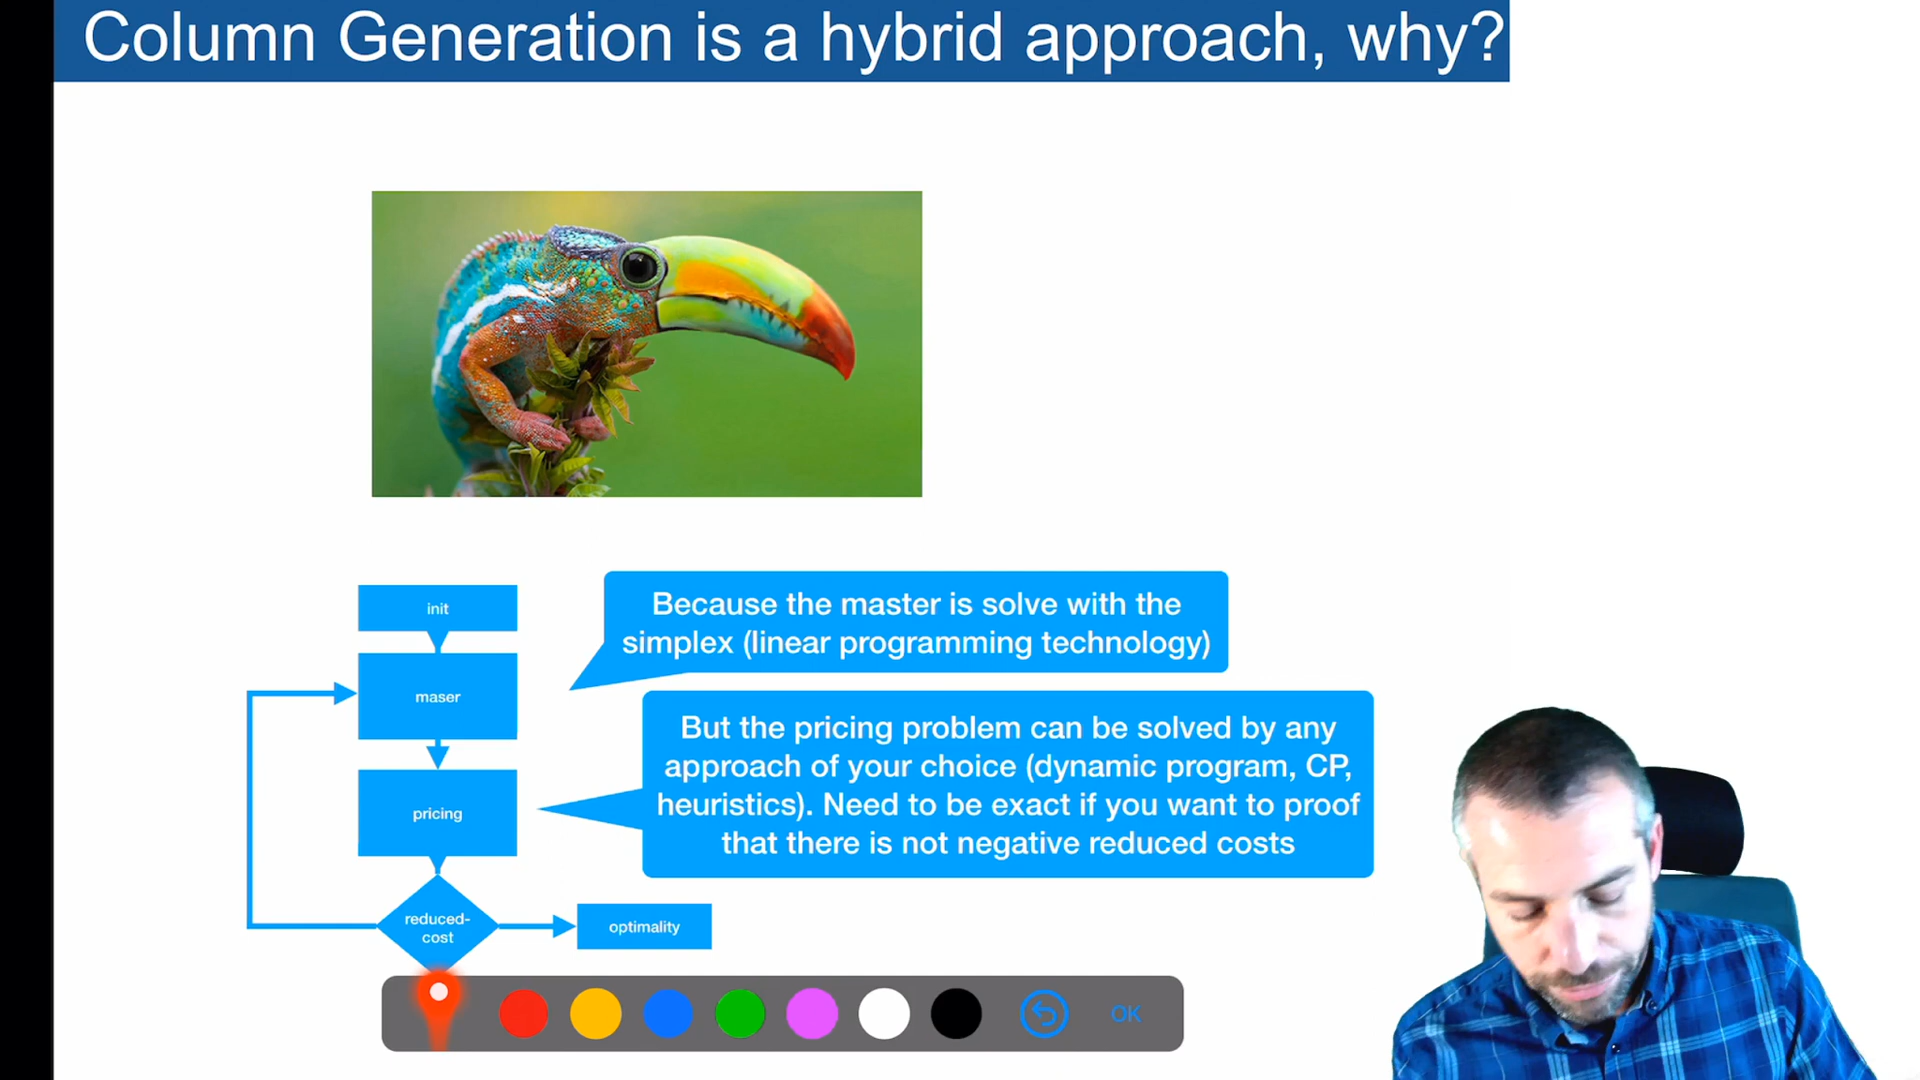 Column Generation is a hybrid approach, why?
init
Because the master is solve with the
simplex (linear programming technology)
maser
But the pricing problem can be solved by any
approach of your choice (dynamic program, CP,
heuristics). Need to be exact if you want to proof
that there is not negative reduced costs
pricing
reduced-
cost
optimality
OK